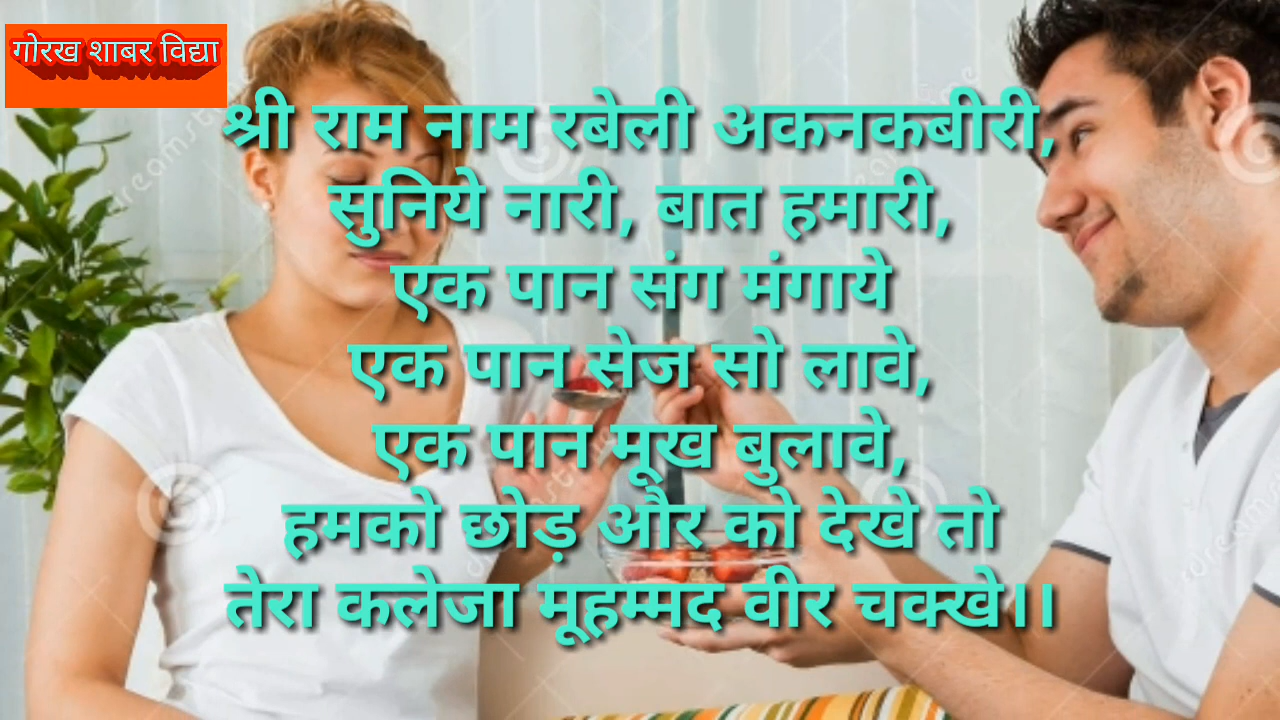 गोरख शाबर विद्या
श्री राम नाम रबेली अकनकबीरी,
सुनिये नारी, बात हमारी,
एक पान संग मंगाये
एक पान सेज सो लावे,
एक पान मूख बुलावे,
हमको छोड़ और को देखे तो
तेरा कलेजा मूहम्मद वीर चक्खे।।